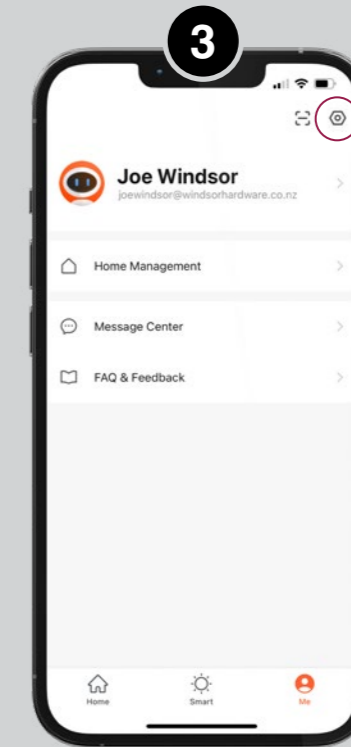 3
Joe Windsor
joewindsor@windsorhardware.co.nz
Home Management
Message Center
FAQ & Feedback
Home Smart Me